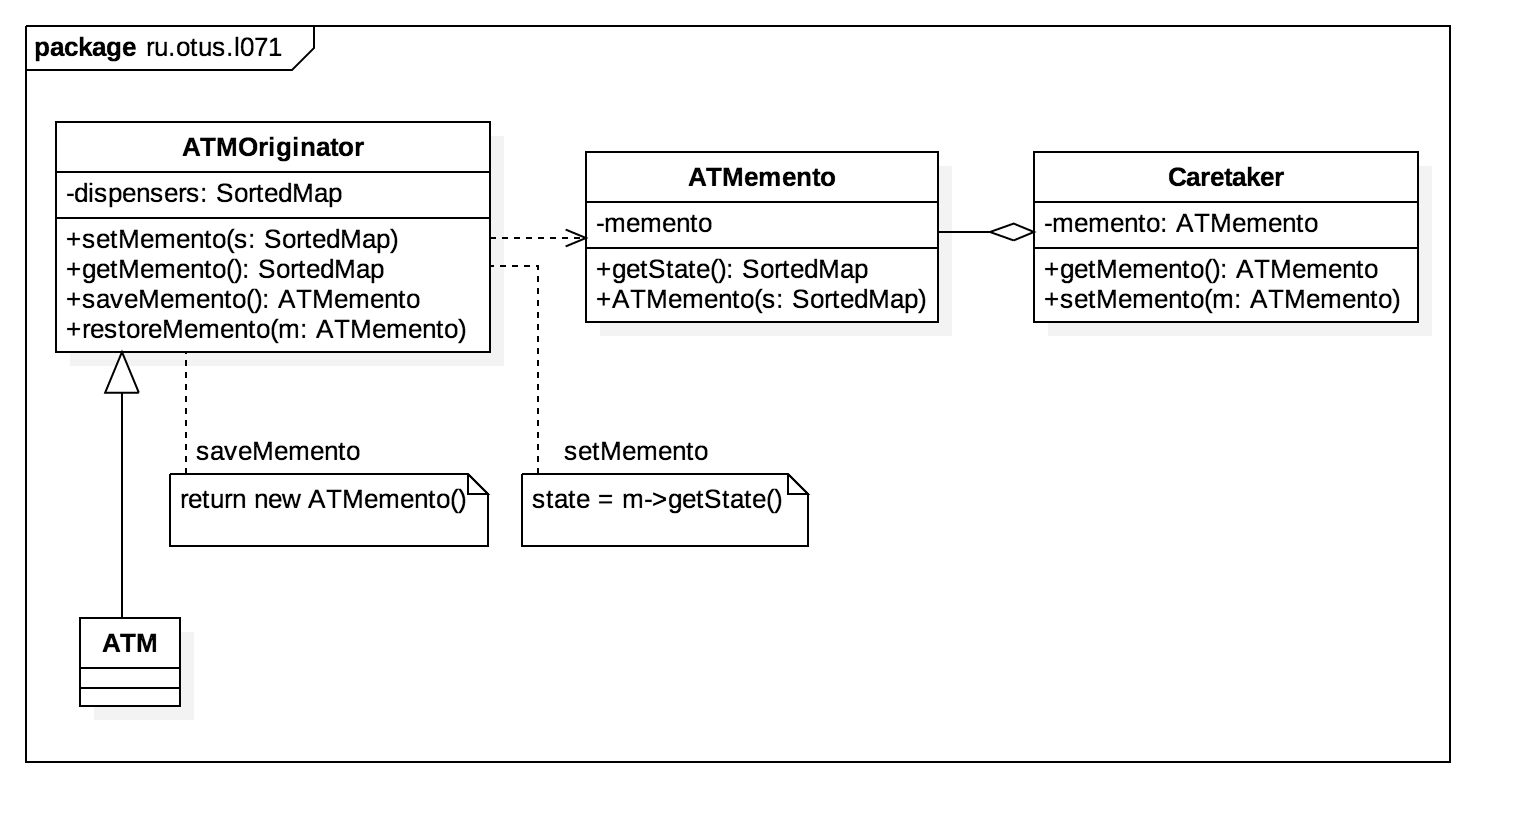 package ru.otus.l071
ATMOriginator
-dispensers: SortedMap
+setMemento(s: SortedMap)
+getMemento(): SortedMap
+saveMemento(): ATMemento
+restoreMemento(m: ATMemento)
ATMemento
-memento
+getState(): SortedMap
+ATMemento(s: SortedMap)
Caretaker
-memento: ATMemento
+getMemento(): ATMemento
+setMemento(m: ATMemento)
saveMemento
return new ATMemento()
setMemento
state = m->getState()
ATM